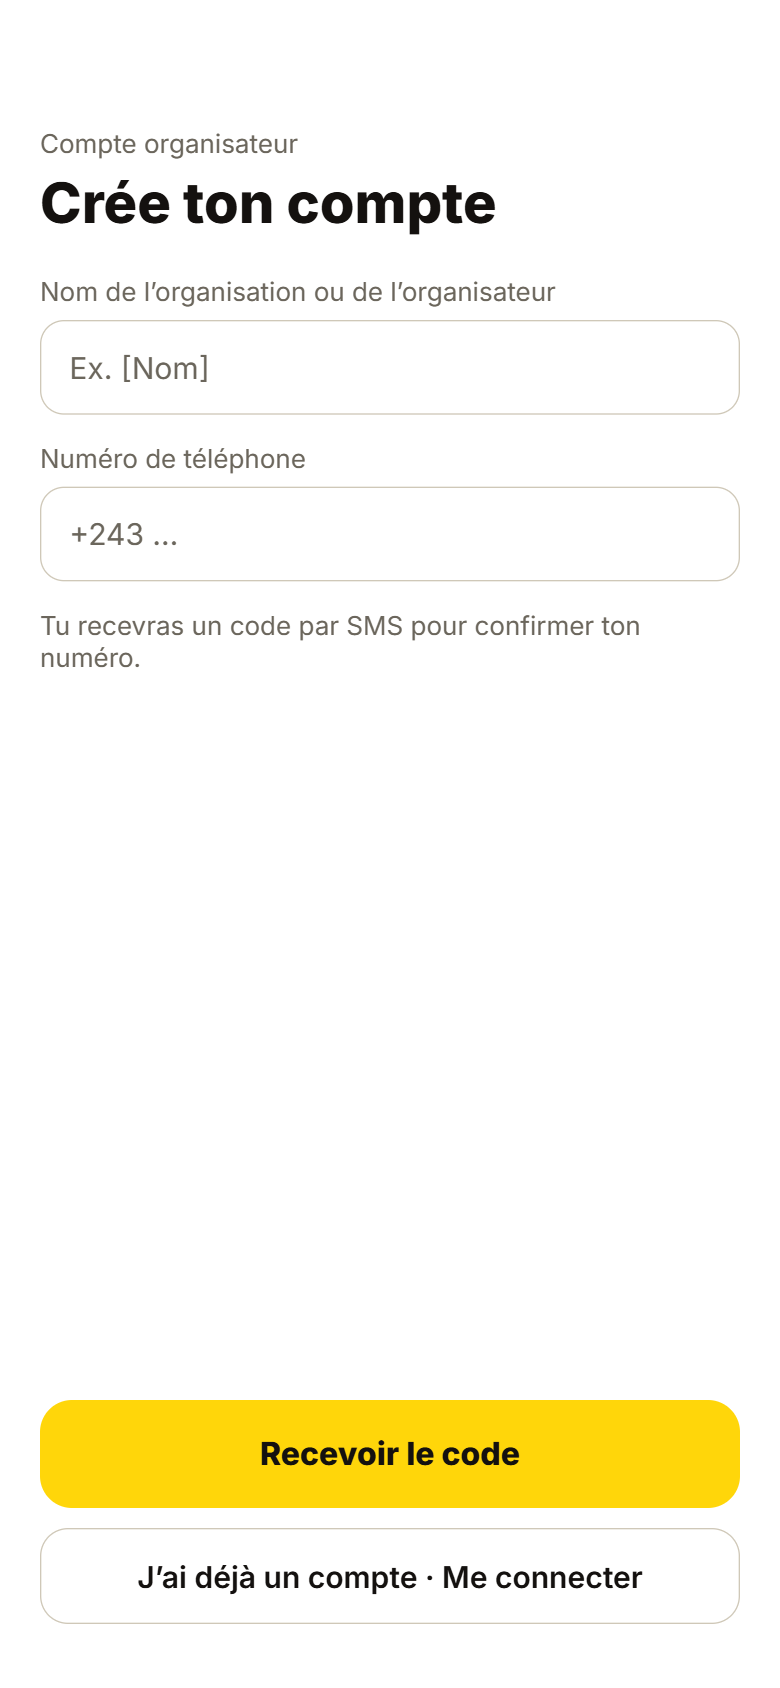 Compte organisateur
Crée ton compte
Nom de l’organisation ou de l’organisateur
Ex. [Nom]
Numéro de téléphone
+243 …
Tu recevras un code par SMS pour confirmer ton
numéro.
Recevoir le code
J’ai déjà un compte · Me connecter